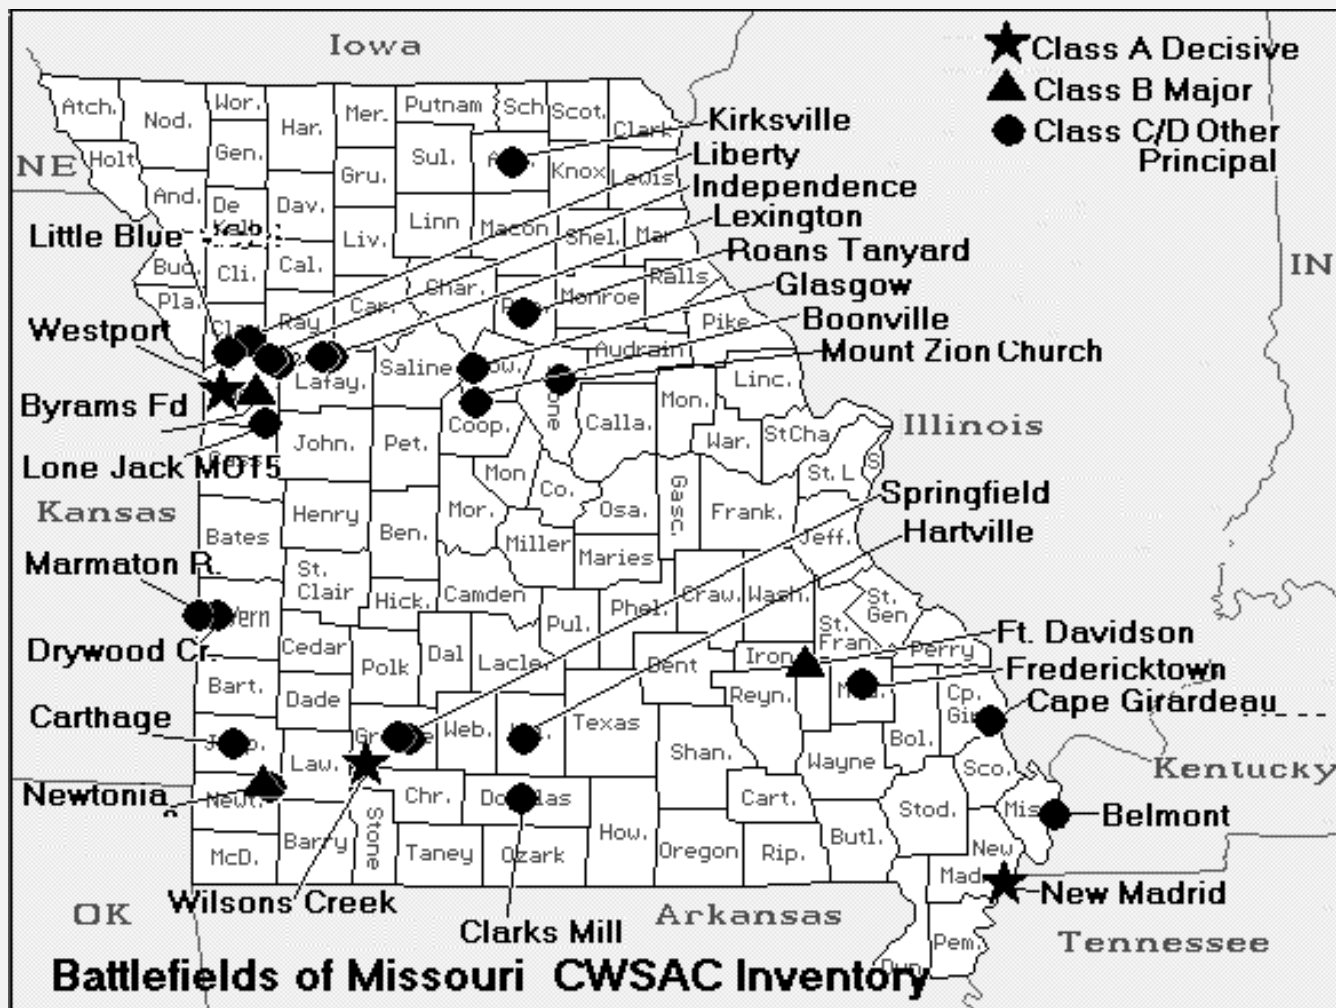 Iowa
Class A Decisive
Class B Major
Class C/D Other
Principal
Atch.
Nod.
Wor.
Har.
Mer.
Putnam
Sch
Scot.
Clark
Kirksville
NE
Holt
Gen.
Gru.
Sul.
Knox
Lewis
Liberty
And.
De
Kalb
Dav.
Linn
Macon
Independence
Little Blue
Liv.
Shel.
Mar
Lexington
Roans Tanyard
Buc.
Cli.
Cal.
Char.
Monroe
Ralls
Glasgow
IN
Pla.
Ray
Car.
Pike
Boonville
Westport
Saline
Audrain
Mount Zion Church
Lafay.
Linc.
Byrams Fd
John.
Pet.
Coop.
Calla.
Mon.
War.
StCha
Illinois
Lone Jack MO15
Mon
Co.
St. L
Springfield
Kansas
Bates
Henry
Ben.
Mor.
Miller
Osa.
Gasc.
Frank.
Jeff.
Hartville
Maries
Marmaton R.
St.
Clair
Hick.
Camden
Phel.
Craw.
Wash.
St.
Gen
Vern
Pul.
St.
Fran
Ft. Davidson
Drywood Cr.
Cedar
Polk
Dal
Lacle.
Dent
Iron
Perry
Fredericktown
Bart.
Dade
Reyn.
Cp.
Gir
Cape Girardeau
Carthage
Law.
Web.
Texas
Shan.
Wayne
Bol.
Sco.
Kentucky
Newtonia
Newt.
Chr.
Douglas
Cart.
Stod.
Mis
Belmont
McD.
Barry
Stone
Taney
Ozark
How.
Oregon
Rip.
Butl.
New
Mad
New Madrid
OK
Wilsons Creek
Clarks Mill
Arkansas
Pem.
Tennessee
Dun.
Battlefields of Missouri CWSAC Inventory